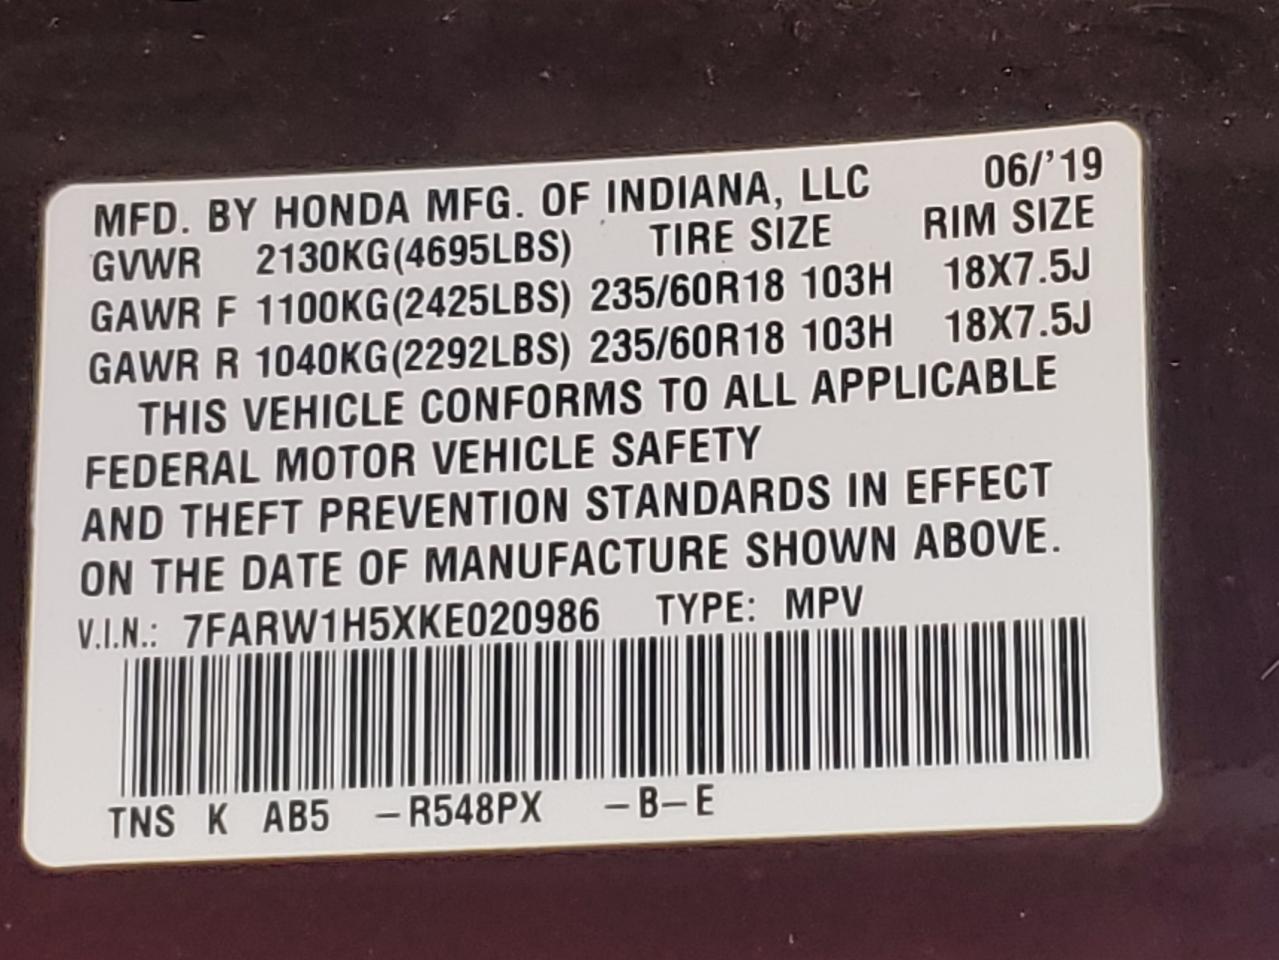 MFD. BY HONDA MFG. OF INDIANA, LLC 06/'19
GVWR 2130KG(4695LBS) TIRE SIZE RIM SIZE
GAWR F 1100KG(2425LBS) 235/60R18 103H 18X7.5J
GAWR R 1040KG(2292LBS) 235/60R18 103H 18X7.5J
THIS VEHICLE CONFORMS TO ALL APPLICABLE
FEDERAL MOTOR VEHICLE SAFETY
AND THEFT PREVENTION STANDARDS IN EFFECT
ON THE DATE OF MANUFACTURE SHOWN ABOVE.
V.I.N.: 7FARW1H5XKE020986 TYPE: MPV
TNS K AB5 -R548PX -B-E